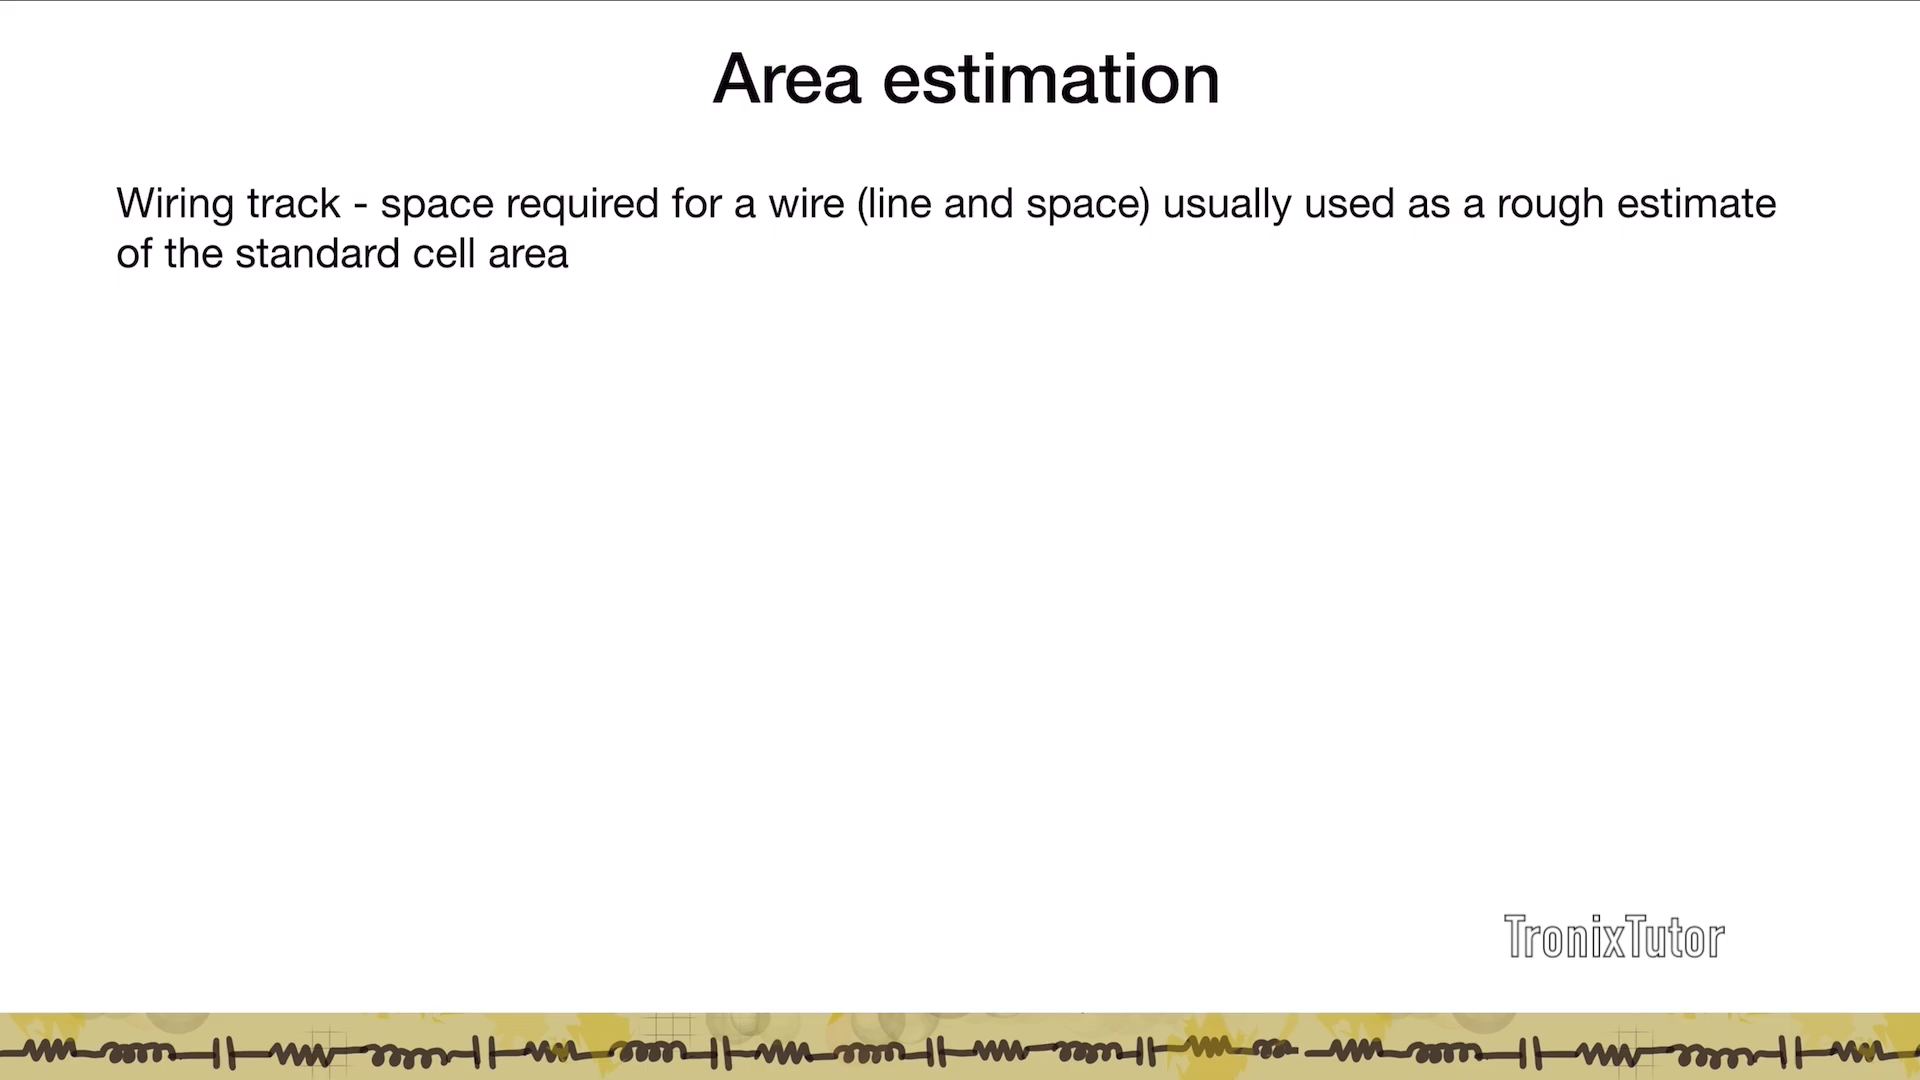 Area estimation
Wiring track - space required for a wire (line and space) usually used as a rough estimate
of the standard cell area
TronixTutor